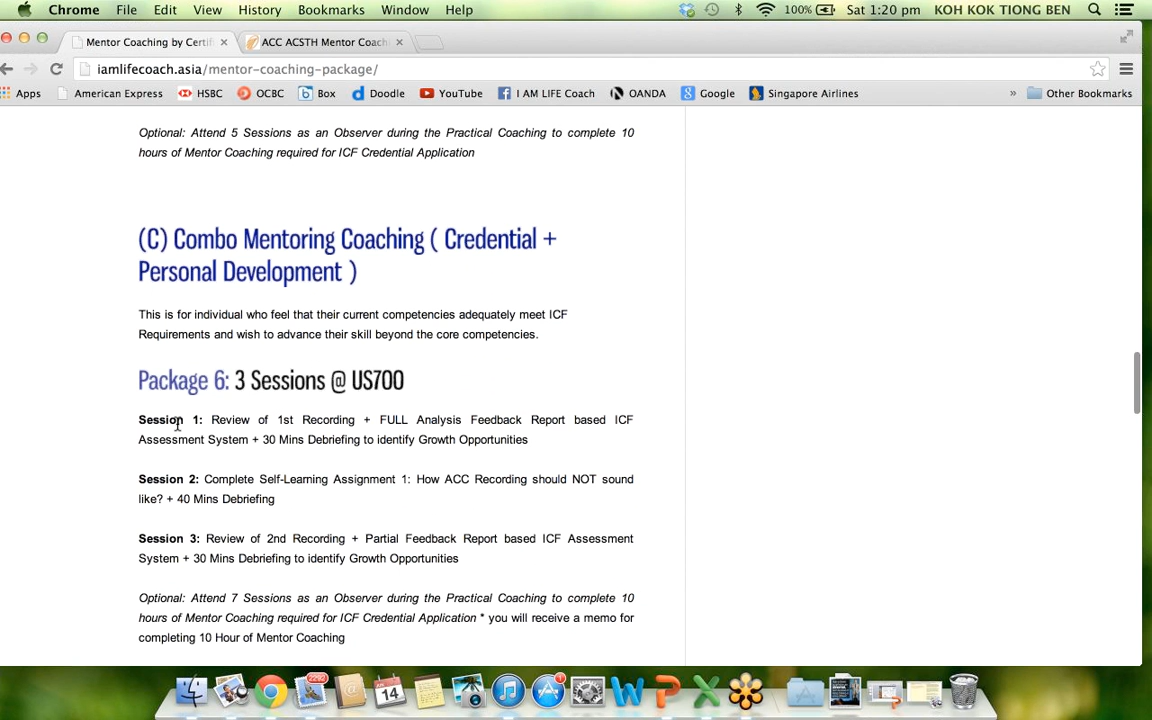 Chrome File Edit View History Bookmarks Window Help 100% Sat 1:20 pm KOH KOK TIONG BEN
Mentor Coaching by Certif × ACC ACSTH Mentor Coach ×
iamlifecoach.asia/mentor-coaching-package/
Apps American Express HSBC OCBC Box Doodle YouTube I AM LIFE Coach OANDA Google Singapore Airlines » Other Bookmarks
Optional: Attend 5 Sessions as an Observer during the Practical Coaching to complete 10
hours of Mentor Coaching required for ICF Credential Application
(C) Combo Mentoring Coaching ( Credential +
Personal Development )
This is for individual who feel that their current competencies adequately meet ICF
Requirements and wish to advance their skill beyond the core competencies.
Package 6: 3 Sessions @ US700
Session 1: Review of 1st Recording + FULL Analysis Feedback Report based ICF
Assessment System + 30 Mins Debriefing to identify Growth Opportunities
Session 2: Complete Self-Learning Assignment 1: How ACC Recording should NOT sound
like? + 40 Mins Debriefing
Session 3: Review of 2nd Recording + Partial Feedback Report based ICF Assessment
System + 30 Mins Debriefing to identify Growth Opportunities
Optional: Attend 7 Sessions as an Observer during the Practical Coaching to complete 10
hours of Mentor Coaching required for ICF Credential Application * you will receive a memo for
completing 10 Hour of Mentor Coaching
2292
14
1